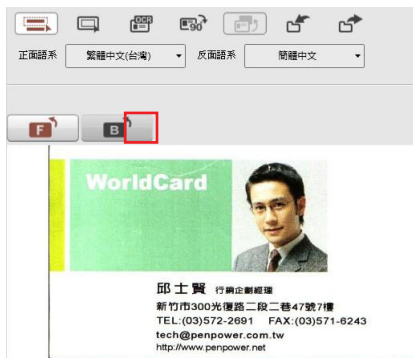 OCR
90°
正面語系 繁體中文(台灣) 反面語系 簡體中文
F B
WorldCard
邱士賢 行銷企劃經理
新竹市300光復路二段二巷47號7樓
TEL:(03)572-2691 FAX:(03)571-6243
tech@penpower.com.tw
http://www.penpower.net